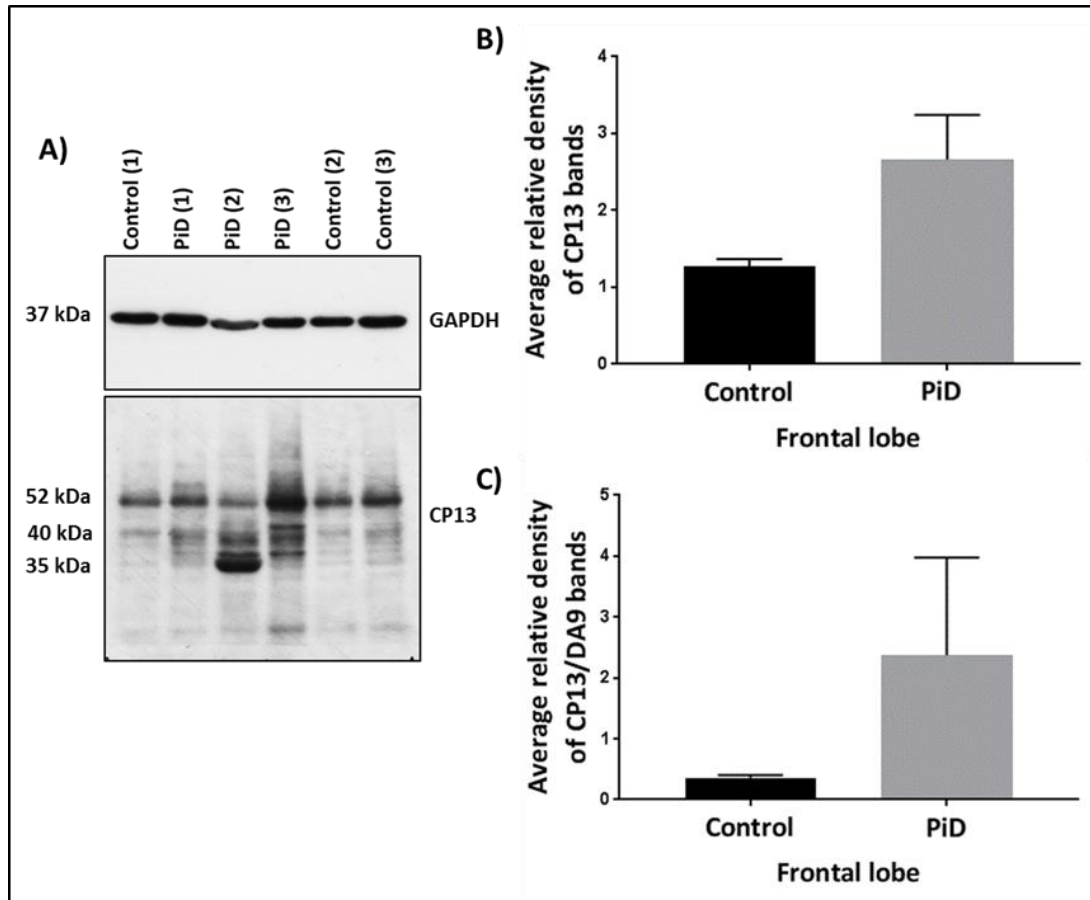 A)
Control (1)
PiD (1)
PiD (2)
PiD (3)
Control (2)
Control (3)
37 kDa
GAPDH
52 kDa
40 kDa
35 kDa
CP13
B)
Average relative density
of CP13 bands
4
3
2
1
0
Control
PiD
Frontal lobe
C)
Average relative density
of CP13/DA9 bands
5
4
3
2
1
0
Control
PiD
Frontal lobe